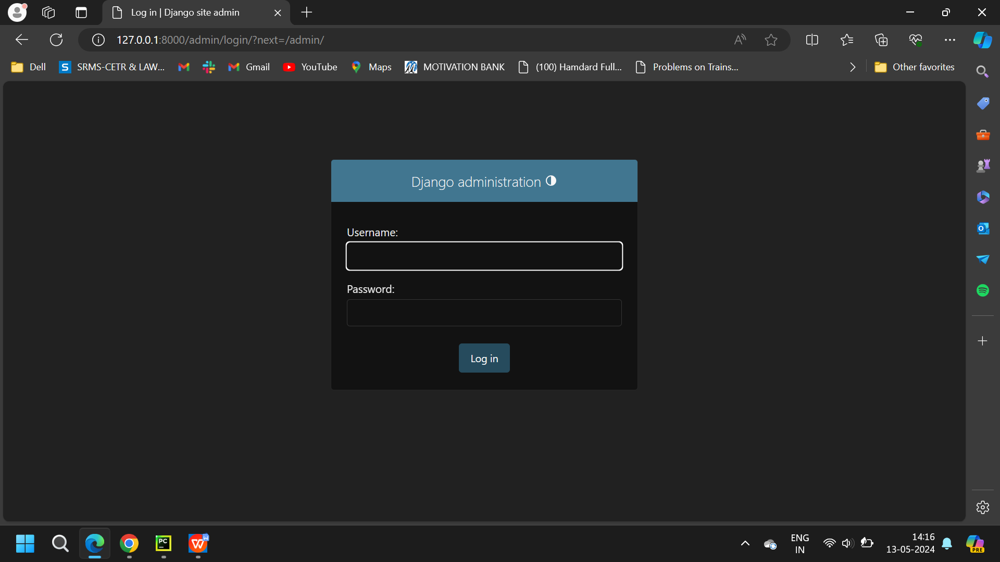 Log in | Django site admin
127.0.0.1:8000/admin/login/?next=/admin/
Dell
SRMS-CETR & LAW...
Gmail
YouTube
Maps
MOTIVATION BANK
(100) Hamdard Full...
Problems on Trains...
Other favorites
Django administration
Username:
Password:
Log in
ENG
IN
14:16
13-05-2024
PRE